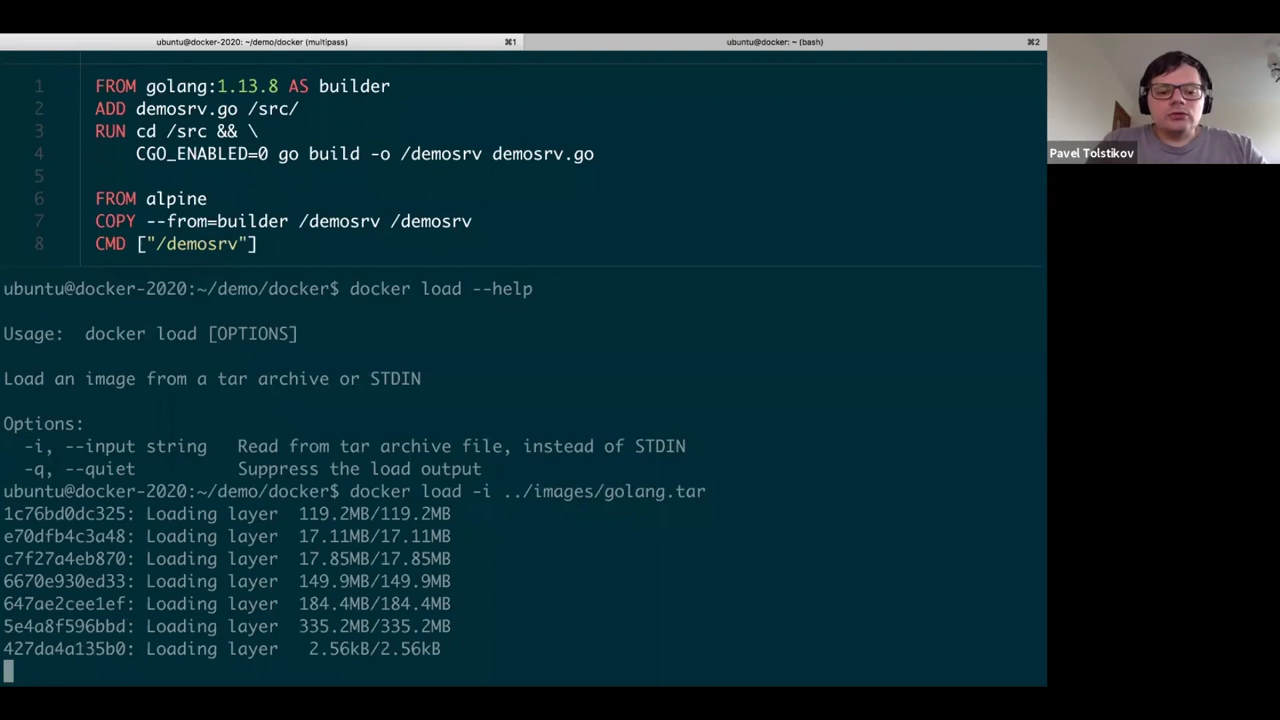 ubuntu@docker-2020: ~/demo/docker (multipass)
⌘1
ubuntu@docker: ~ (bash)
⌘2
1 FROM golang:1.13.8 AS builder
2 ADD demosrv.go /src/
3 RUN cd /src && \
4 CGO_ENABLED=0 go build -o /demosrv demosrv.go
5
6 FROM alpine
7 COPY --from=builder /demosrv /demosrv
8 CMD ["/demosrv"]
Pavel Tolstikov
ubuntu@docker-2020:~/demo/docker$ docker load --help
Usage:  docker load [OPTIONS]
Load an image from a tar archive or STDIN
Options:
-i, --input string   Read from tar archive file, instead of STDIN
-q, --quiet          Suppress the load output
ubuntu@docker-2020:~/demo/docker$ docker load -i ../images/golang.tar
1c76bd0dc325: Loading layer  119.2MB/119.2MB
e70dfb4c3a48: Loading layer  17.11MB/17.11MB
c7f27a4eb870: Loading layer  17.85MB/17.85MB
6670e930ed33: Loading layer  149.9MB/149.9MB
647ae2cee1ef: Loading layer  184.4MB/184.4MB
5e4a8f596bbd: Loading layer  335.2MB/335.2MB
427da4a135b0: Loading layer   2.56kB/2.56kB